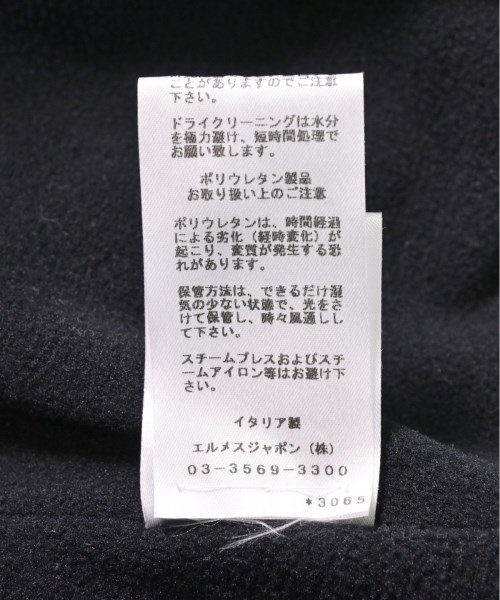 ことがありますのでご注意
下さい。
ドライクリーニングは水分
を極力避け、短時間処理で
お願い致します。
ポリウレタン製品
お取り扱い上のご注意
ポリウレタンは、時間経過
による劣化（経時変化）が
起こり、変質が発生する恐
れがあります。
保管方法は、できるだけ湿
気の少ない状態で、光をさ
けて保管し、時々風通しし
て下さい。
スチームプレスおよびスチ
ームアイロン等はお避け下
さい。
イタリア製
エルメスジャポン（株）
03-3569-3300
*3065